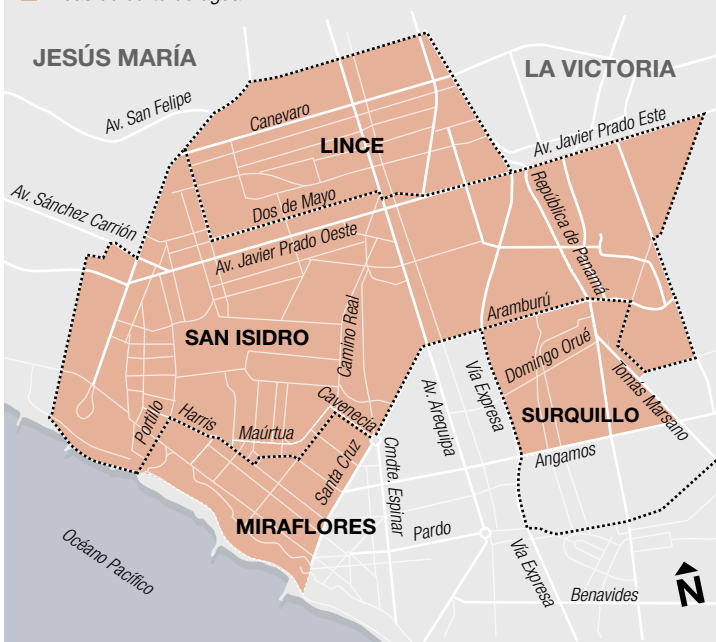 JESÚS MARÍA
LA VICTORIA
Av. San Felipe
Canevaro
LINCE
Av. Javier Prado Este
Av. Sánchez Carrión
Dos de Mayo
República de Panamá
Av. Javier Prado Oeste
Camino Real
Aramburú
SAN ISIDRO
Domingo Orué
Vía Expresa
Av. Arequipa
Tomás Marsano
Portillo
Harris
Maúrtua
Cavenecia
SURQUILLO
Santa Cruz
Cmdte. Espinar
Angamos
MIRAFLORES
Pardo
Océano Pacífico
Vía Expresa
Benavides
N